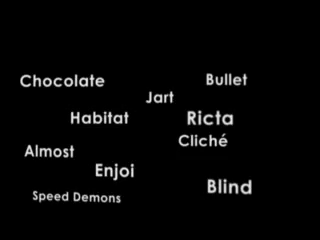 Chocolate
Bullet
Jart
Habitat
Ricta
Cliché
Almost
Enjoi
Blind
Speed Demons